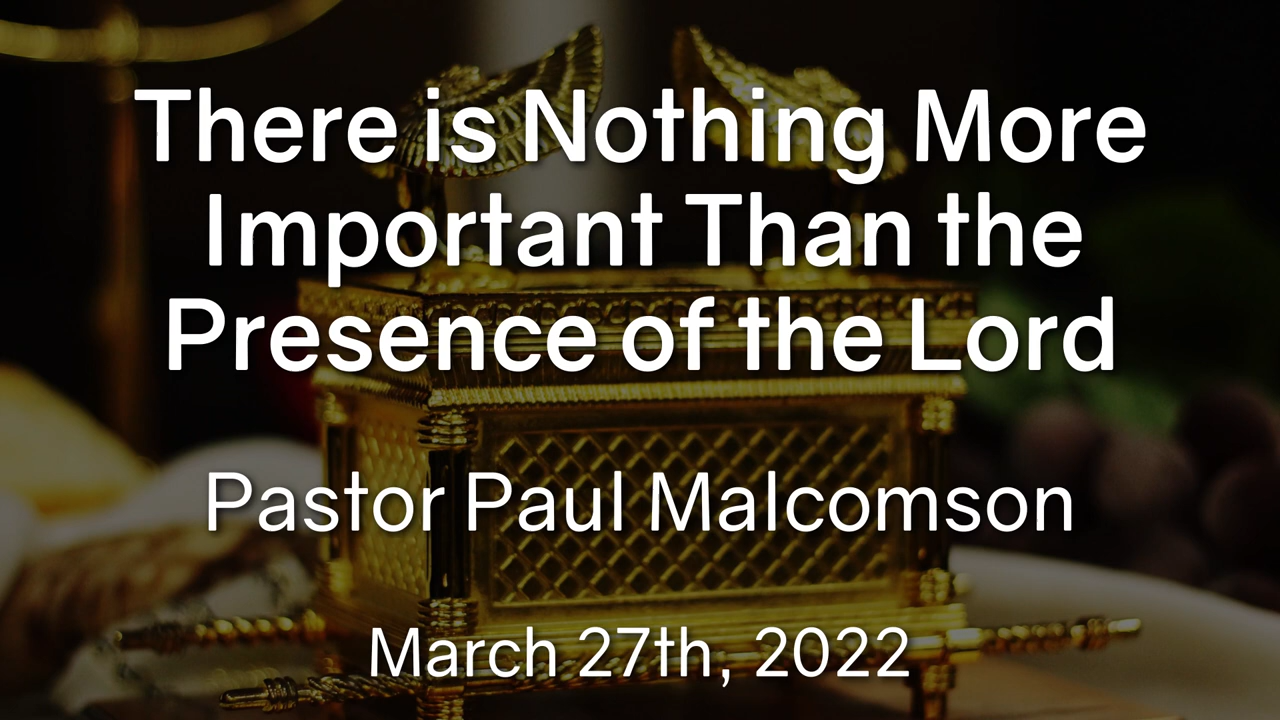 There is Nothing More
Important Than the
Presence of the Lord
Pastor Paul Malcomson
March 27th, 2022